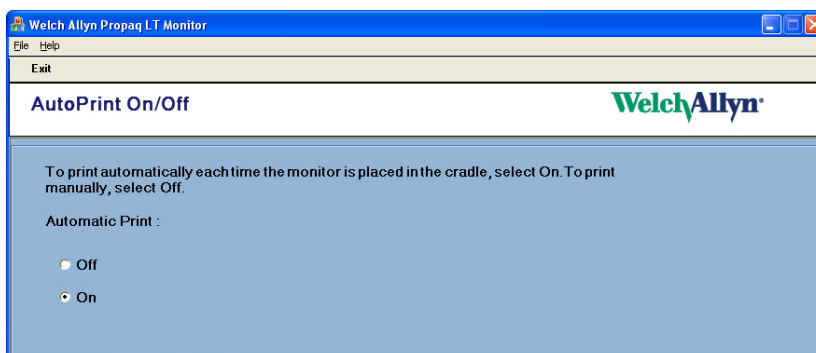 Welch Allyn Propaq LT Monitor
File Help
Exit
AutoPrint On/Off
WelchAllyn
To print automatically each time the monitor is placed in the cradle, select On. To print
manually, select Off.
Automatic Print :
Off
On